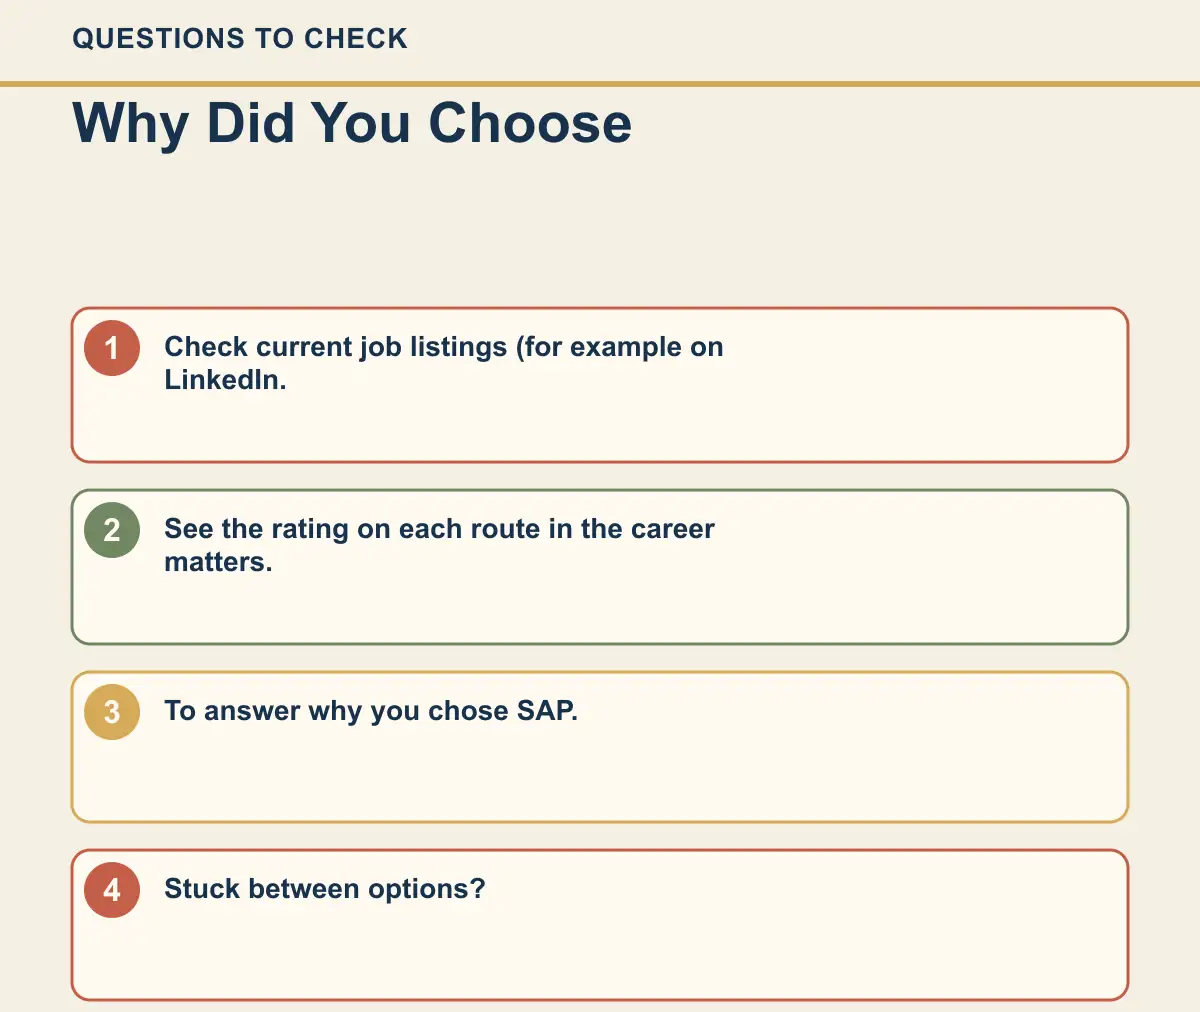 QUESTIONS TO CHECK
Why Did You Choose
1
Check current job listings (for example on
LinkedIn.
2
See the rating on each route in the career
matters.
3
To answer why you chose SAP.
4
Stuck between options?